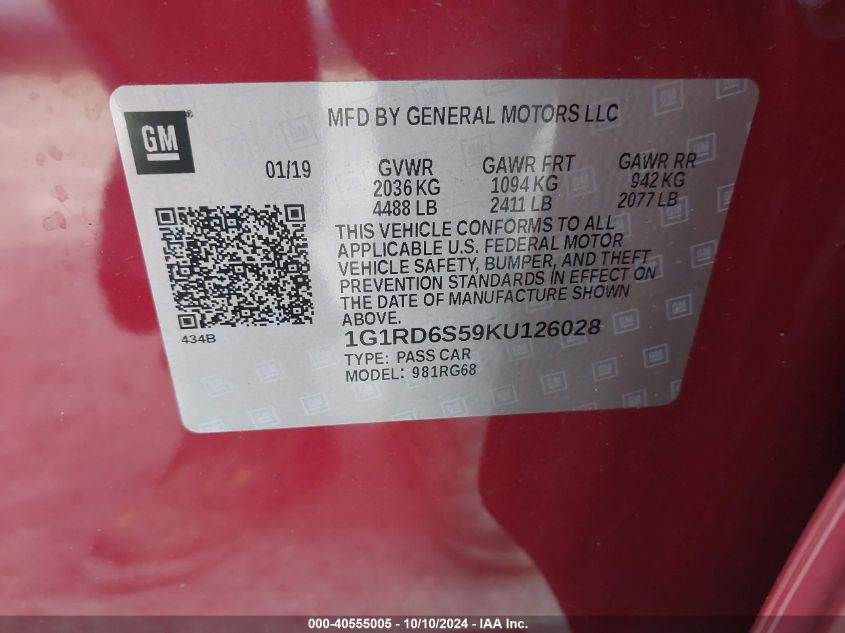 GM
MFD BY GENERAL MOTORS LLC
01/19 GVWR GAWR FRT GAWR RR
2036 KG 1094 KG 942 KG
4488 LB 2411 LB 2077 LB
THIS VEHICLE CONFORMS TO ALL
APPLICABLE U.S. FEDERAL MOTOR
VEHICLE SAFETY, BUMPER, AND THEFT
PREVENTION STANDARDS IN EFFECT ON
THE DATE OF MANUFACTURE SHOWN
ABOVE.
434B
1G1RD6S59KU126028
TYPE: PASS CAR
MODEL: 981RG68
000-40555005 - 10/10/2024 - IAA Inc.